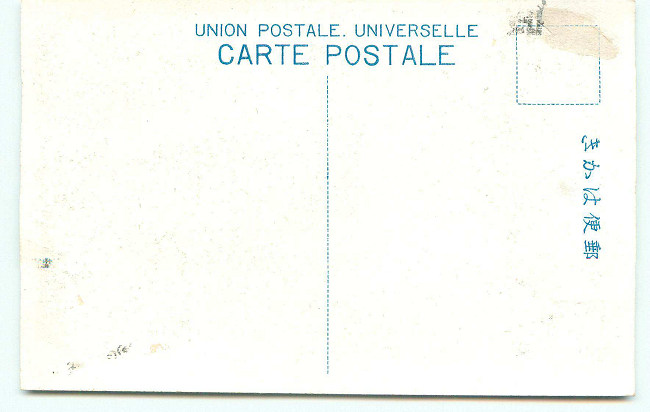 UNION POSTALE. UNIVERSELLE
CARTE POSTALE
郵便はかき